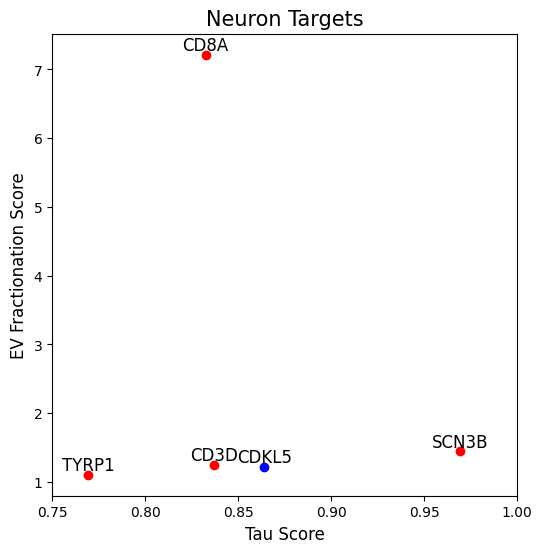 Neuron Targets
CD8A
7
6
5
4
3
2
1
EV Fractionation Score
TYRP1
CD3D
CDKL5
SCN3B
0.75 0.80 0.85 0.90 0.95 1.00
Tau Score